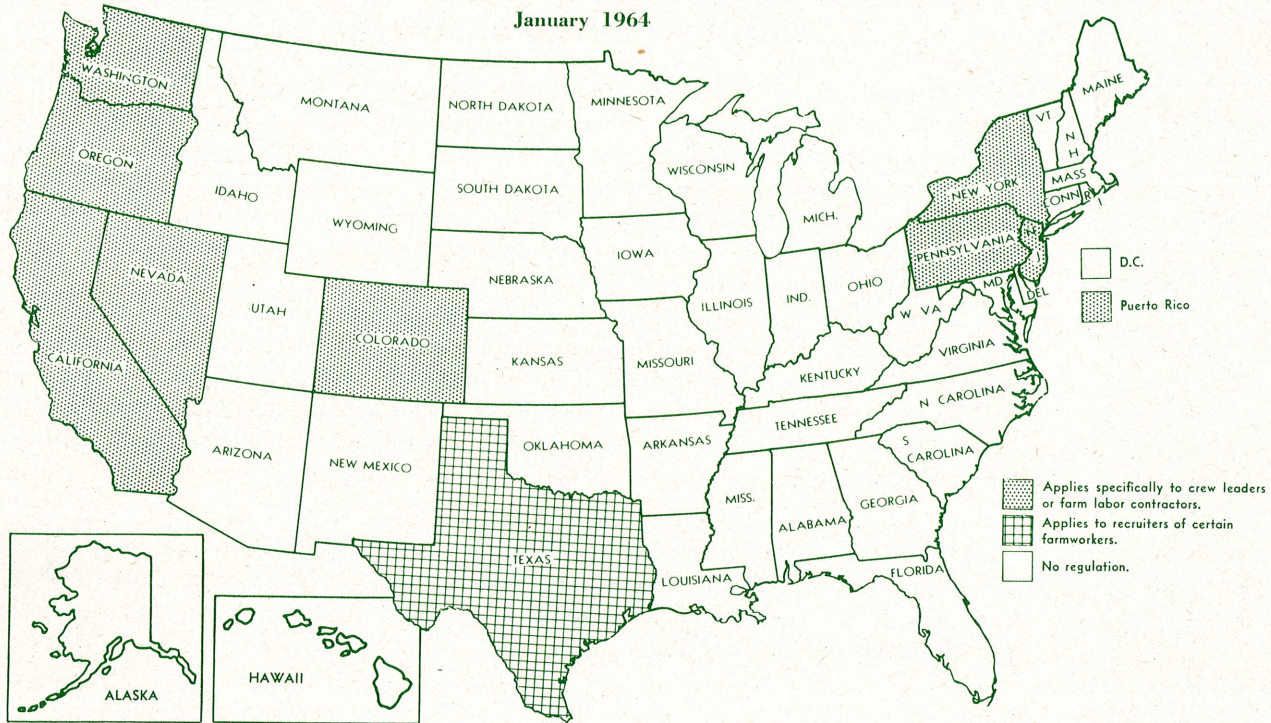 January 1964
WASHINGTON
MONTANA
NORTH DAKOTA
MINNESOTA
MAINE
VT
N
H
OREGON
IDAHO
SOUTH DAKOTA
WISCONSIN
MICH.
NEW YORK
MASS
CONN
R
I
WYOMING
NEVADA
UTAH
NEBRASKA
IOWA
PENNSYLVANIA
N
J
D.C.
Puerto Rico
ILLINOIS
IND.
OHIO
W VA
MD
DEL
CALIFORNIA
COLORADO
KANSAS
MISSOURI
KENTUCKY
VIRGINIA
ARIZONA
NEW MEXICO
OKLAHOMA
ARKANSAS
TENNESSEE
N CAROLINA
S
CAROLINA
MISS.
ALABAMA
GEORGIA
TEXAS
LOUISIANA
FLORIDA
Applies specifically to crew leaders
or farm labor contractors.
Applies to recruiters of certain
farmworkers.
No regulation.
ALASKA
HAWAII